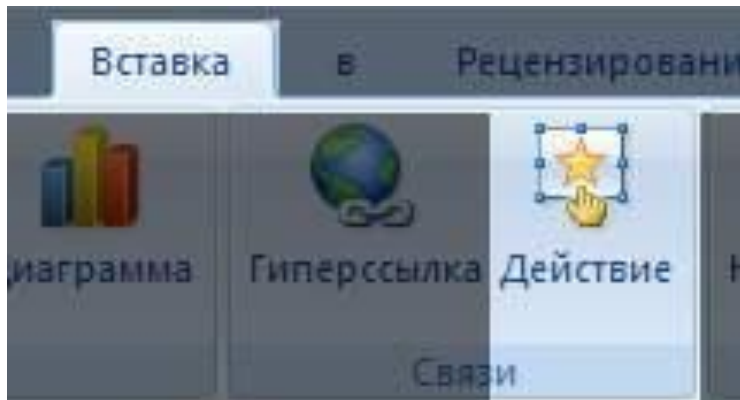 Вставка в Рецензировани
иаграмма Гиперссылка Действие
Связи